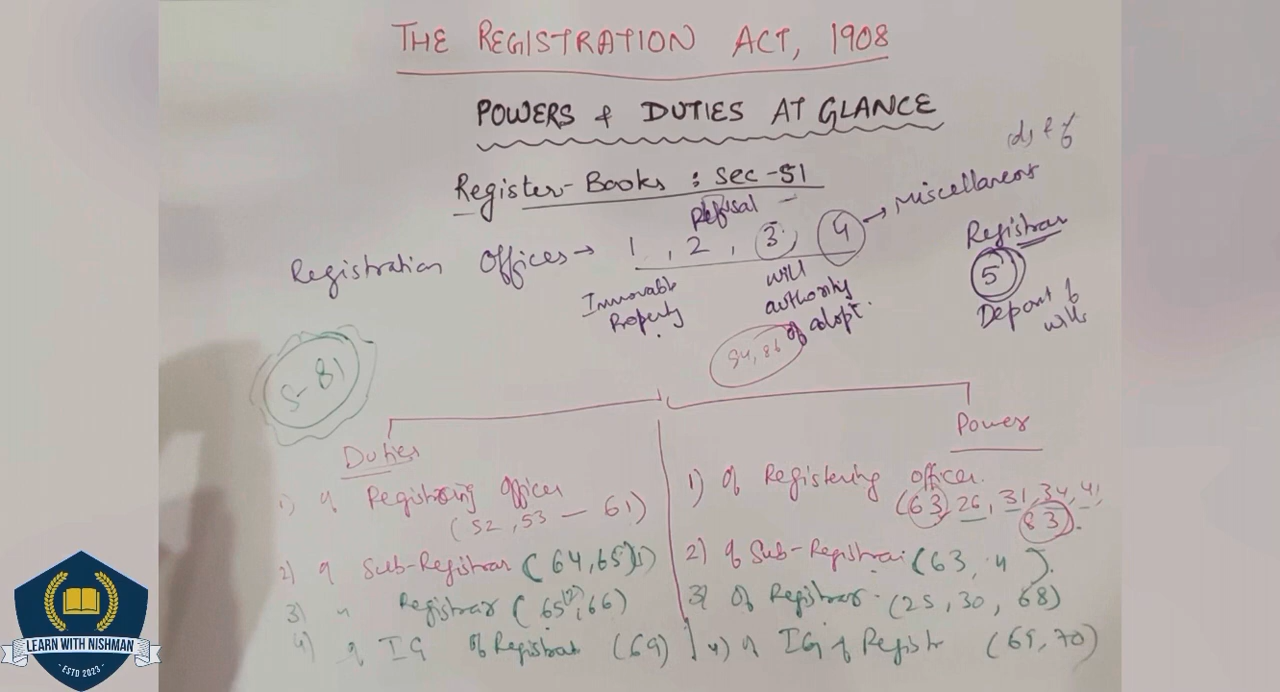 THE REGISTRATION ACT, 1908
POWERS & DUTIES AT GLANCE
Register-Books : Sec-51
Registration Offices → 1, 2, 3, 4 → Miscellaneous
Refusal
Immovable Property
will authority of adopt.
Registrar
5
Deposit of wills
S-81
Duties
1) of Registring Officer
(52, 53 — 61)
2) of Sub-Registrar (64, 65(1))
3) " Registrar (65(2), 66)
4) of IG of Registrar (69)
Power
1) Of Registering officer.
(63, 26, 31, 34, 41, 83).
2) of Sub-Registrar (63, 4).
3) Of Registrar. (25, 30, 68)
4) of IG of Registr (69, 70)
LEARN WITH NISHMAN
ESTD 2023